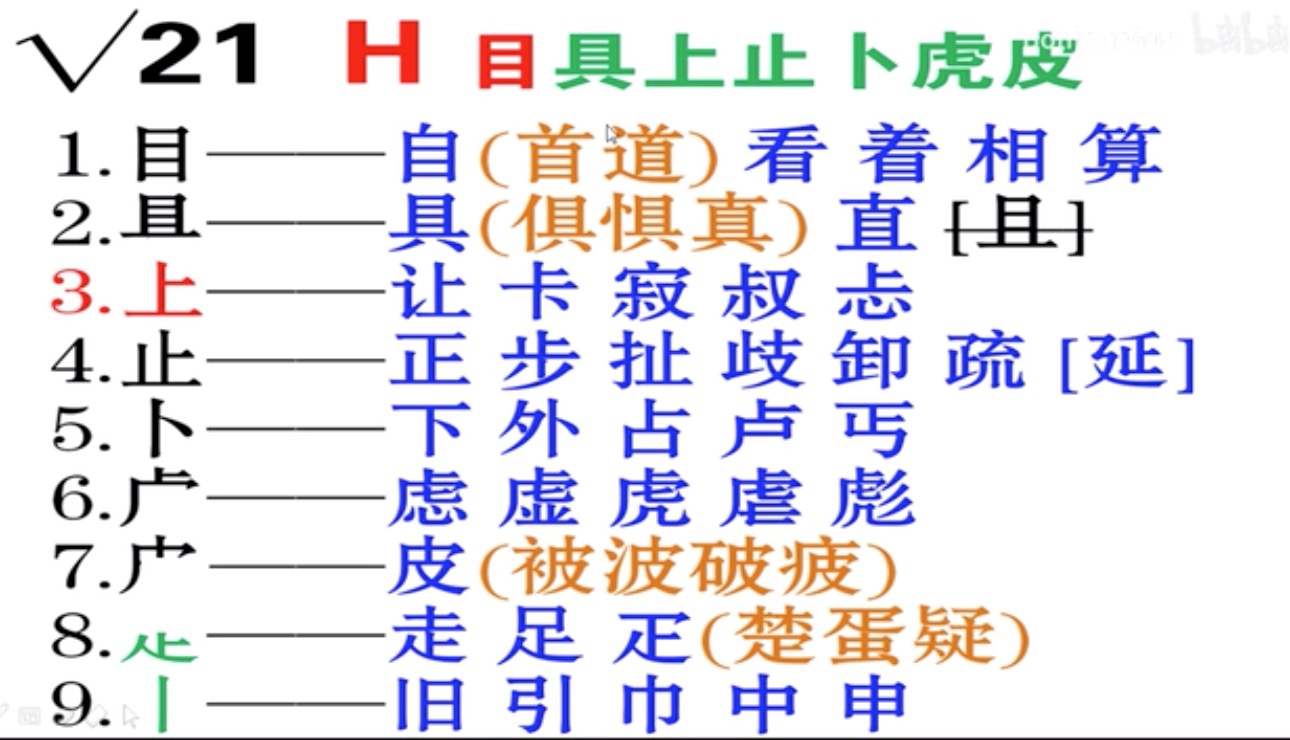 √21 H 目具上止卜虎皮
1.目———自(首道) 看 着 相 算
2.具———具(俱惧真) 直 [且]
3.上———让 卡 寂 叔 忐
4.止———正 步 扯 歧 卸 疏 [延]
5.卜———下 外 占 卢 丐
6.虍———虑 虚 虎 虐 彪
7.———皮(被波破疲)
8.龰———走 足 疋(楚蛋疑)
9.丨———旧 引 巾 中 申